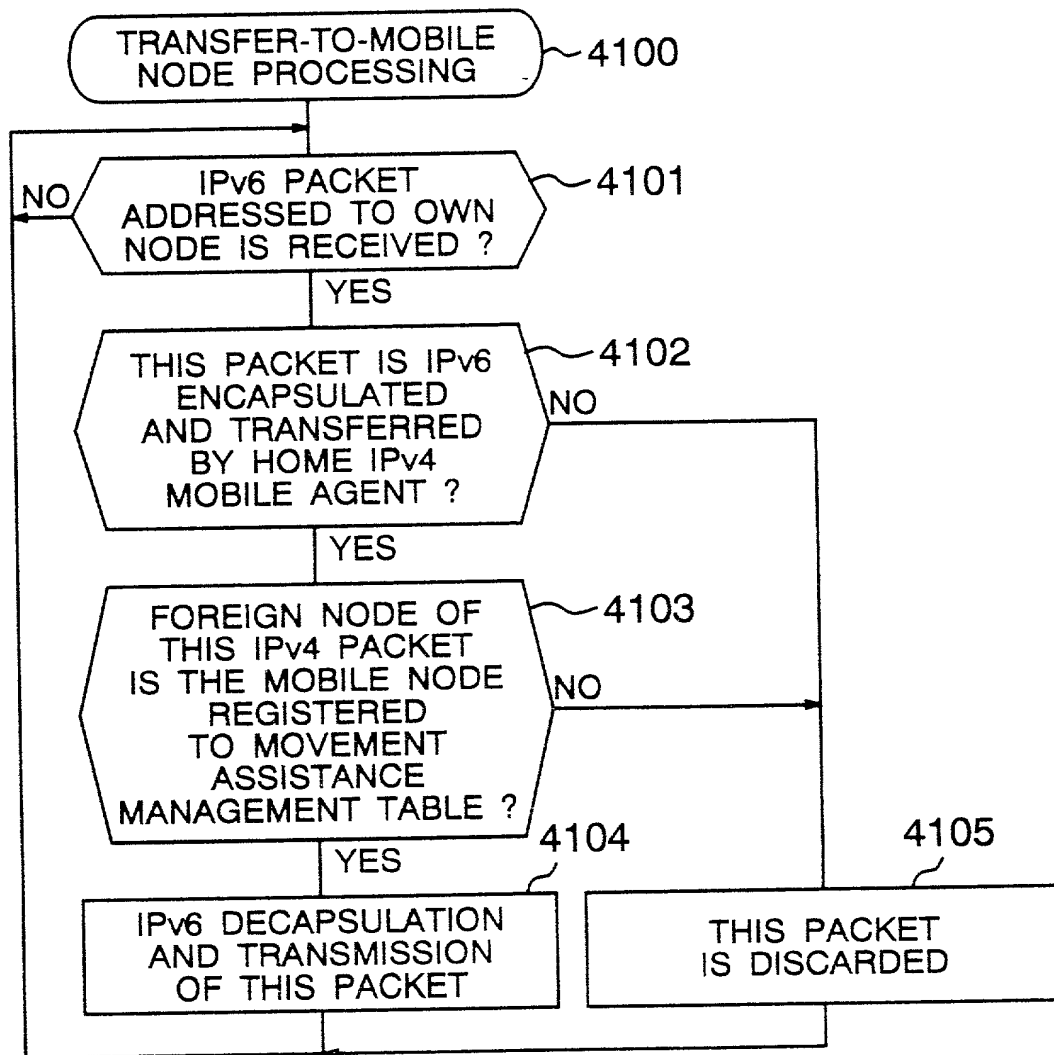 TRANSFER-TO-MOBILE
NODE PROCESSING
4100
IPv6 PACKET
ADDRESSED TO OWN
NODE IS RECEIVED ?
4101
NO
YES
THIS PACKET IS IPv6
ENCAPSULATED
AND TRANSFERRED
BY HOME IPv4
MOBILE AGENT ?
4102
NO
YES
FOREIGN NODE OF
THIS IPv4 PACKET
IS THE MOBILE NODE
REGISTERED
TO MOVEMENT
ASSISTANCE
MANAGEMENT TABLE ?
4103
NO
YES
4104
IPv6 DECAPSULATION
AND TRANSMISSION
OF THIS PACKET
4105
THIS PACKET
IS DISCARDED